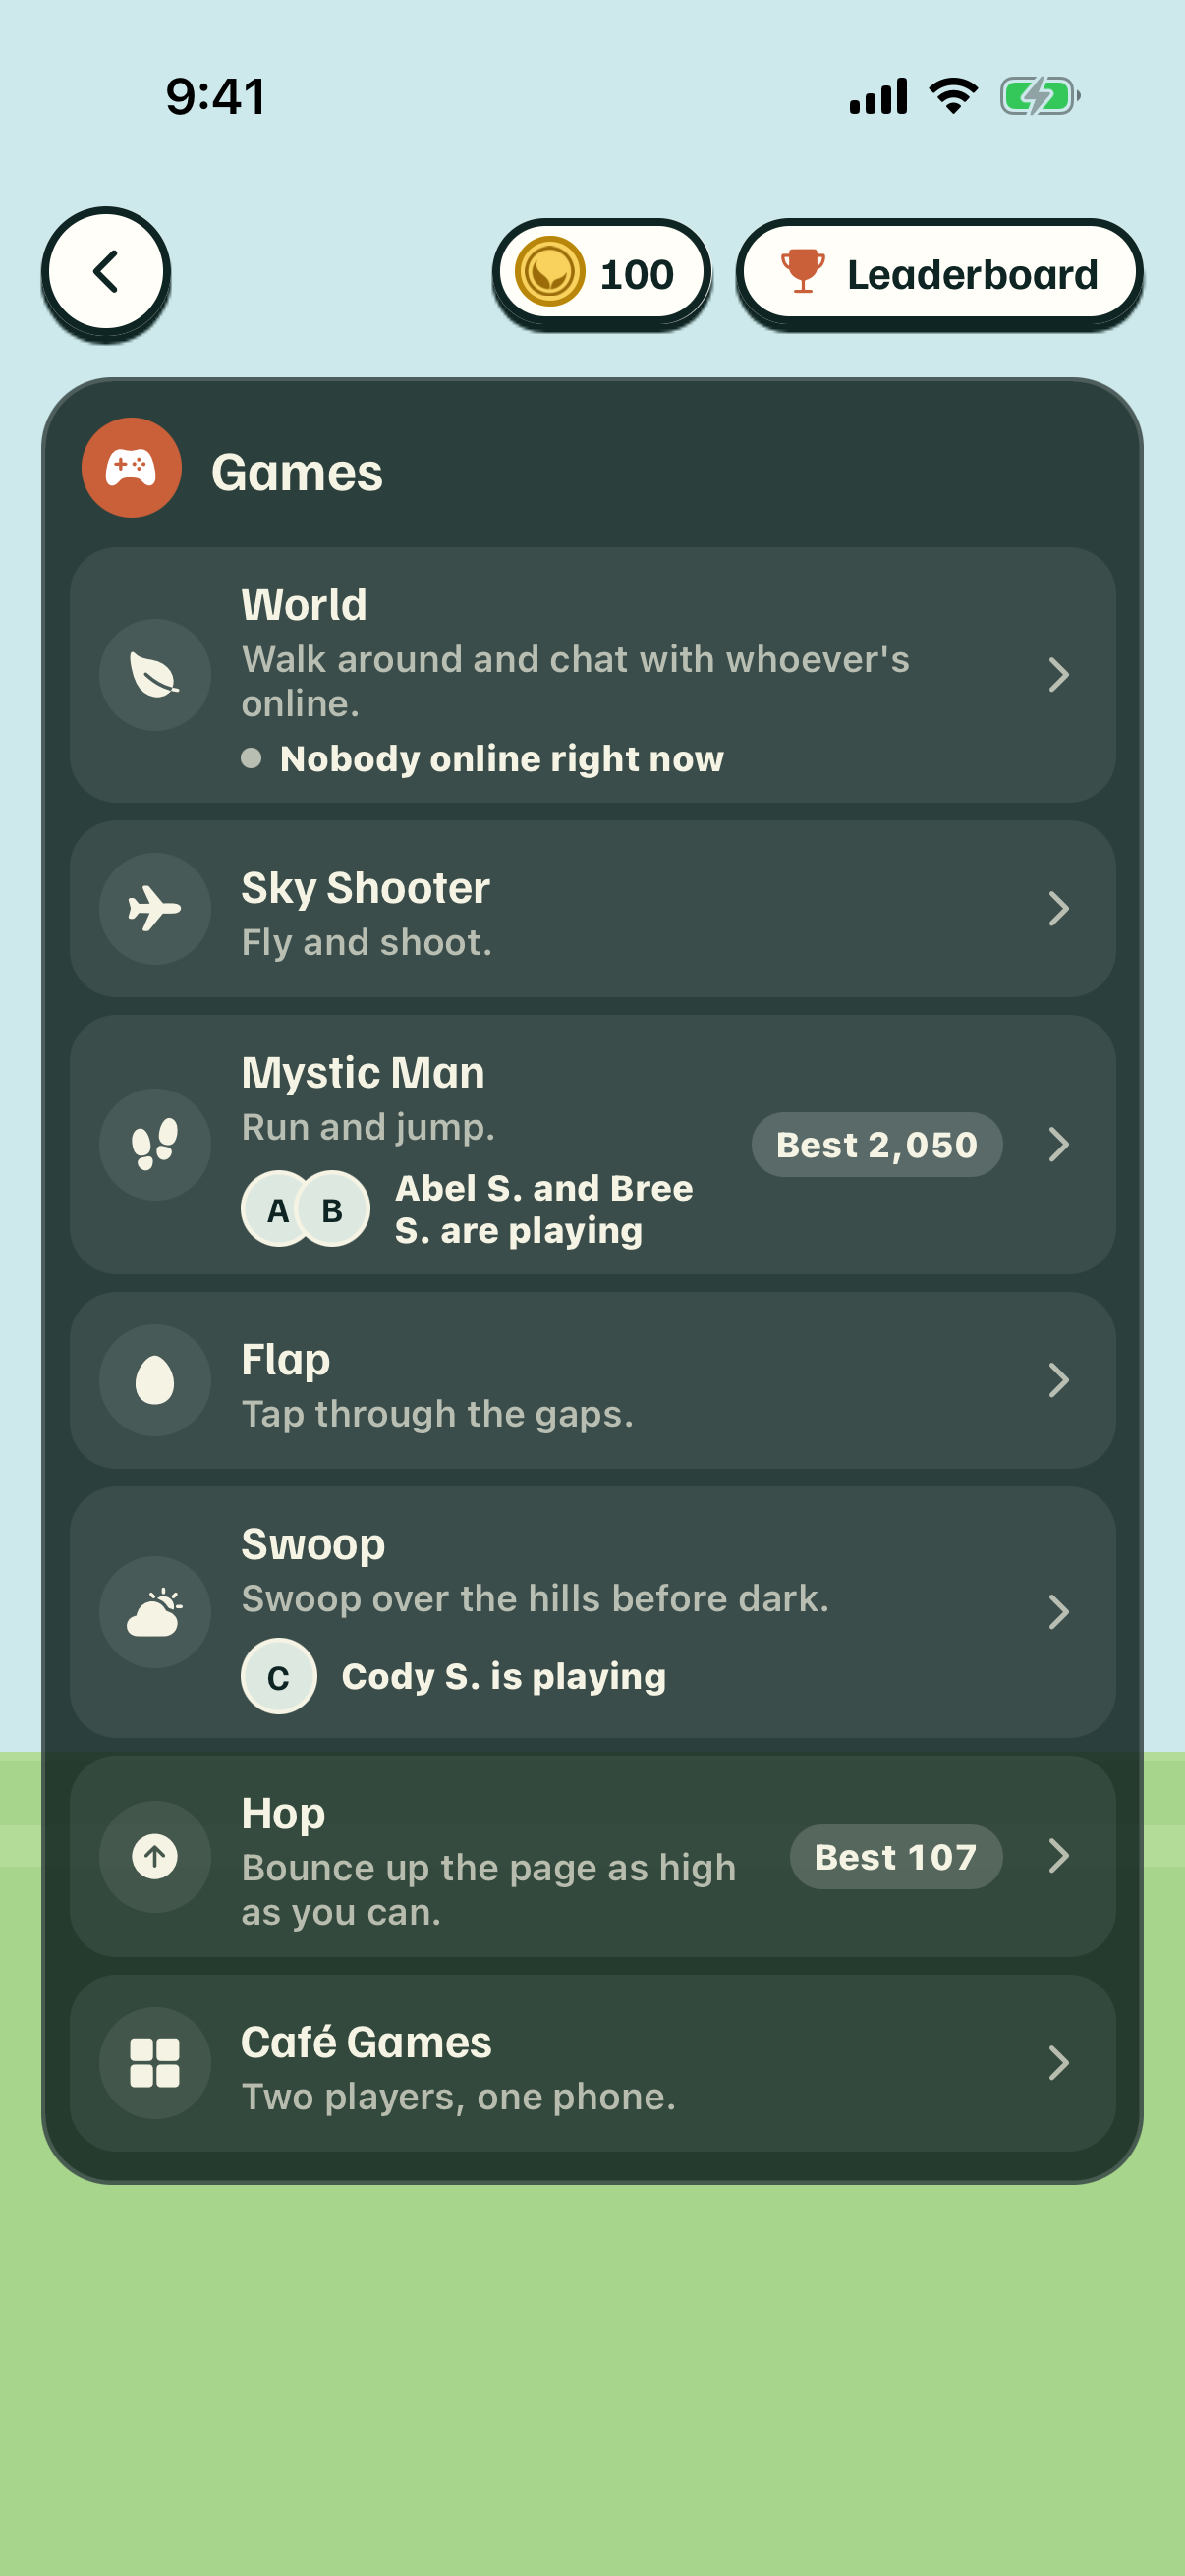 9:41
100
Leaderboard
Games
World
Walk around and chat with whoever's
online.
Nobody online right now
Sky Shooter
Fly and shoot.
Mystic Man
Run and jump.
Best 2,050
A B
Abel S. and Bree
S. are playing
Flap
Tap through the gaps.
Swoop
Swoop over the hills before dark.
C
Cody S. is playing
Hop
Bounce up the page as high
as you can.
Best 107
Café Games
Two players, one phone.